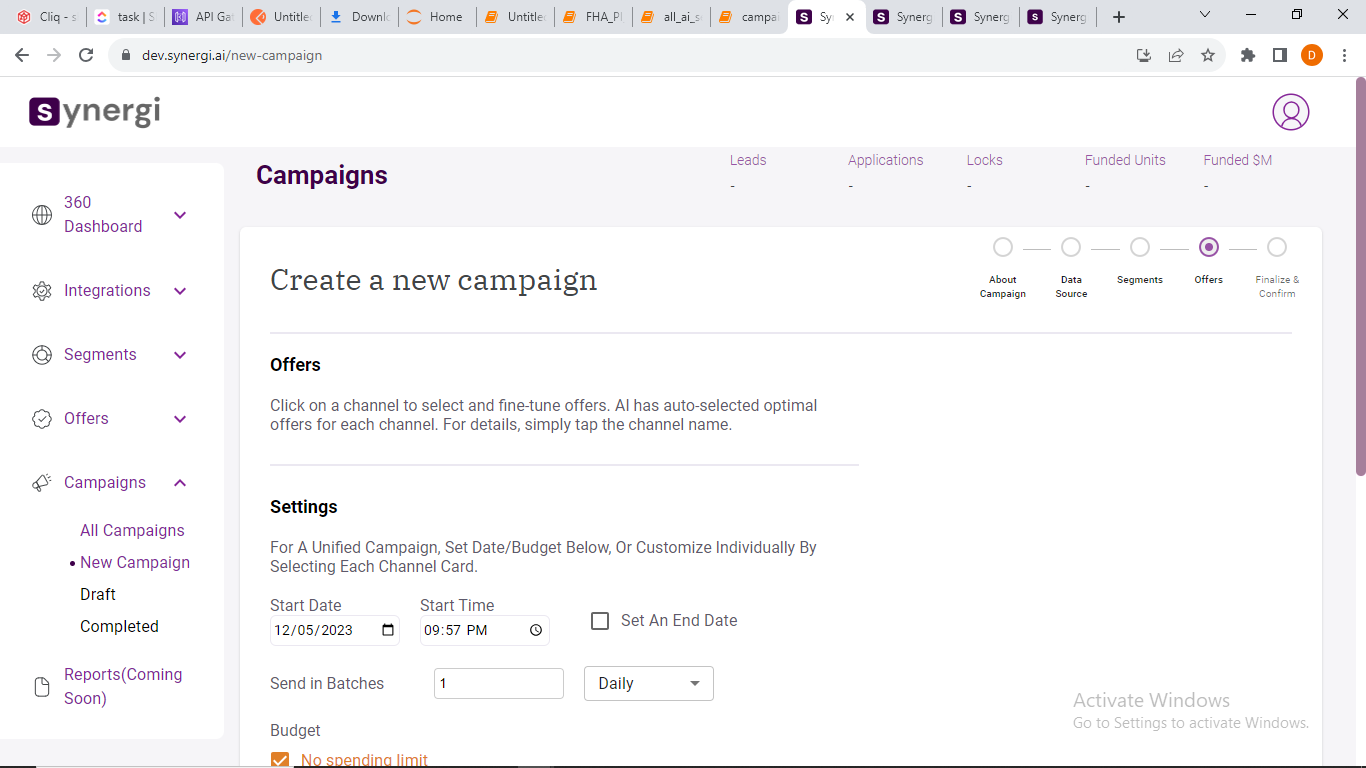 Cliq - s
task | S
API Gat
Untitle
Downlo
Home
Untitle
FHA_Pl
all_ai_s
campai
Sy
Synerg
Synerg
Synerg
dev.synergi.ai/new-campaign
D
synergi
Campaigns
Leads
Applications
Locks
Funded Units
Funded $M
-
-
-
-
-
360
Dashboard
Integrations
Segments
Offers
Campaigns
All Campaigns
New Campaign
Draft
Completed
Reports(Coming
Soon)
Create a new campaign
About
Campaign
Data
Source
Segments
Offers
Finalize &
Confirm
Offers
Click on a channel to select and fine-tune offers. AI has auto-selected optimal
offers for each channel. For details, simply tap the channel name.
Settings
For A Unified Campaign, Set Date/Budget Below, Or Customize Individually By
Selecting Each Channel Card.
Start Date
Start Time
12/05/2023
09:57 PM
Set An End Date
Send in Batches
1
Daily
Budget
No spending limit
Activate Windows
Go to Settings to activate Windows.